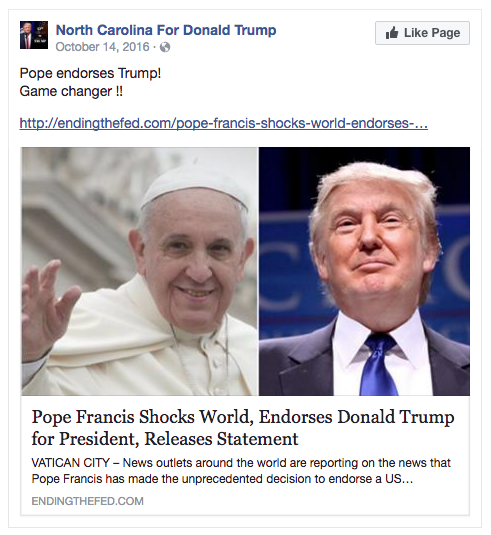 North Carolina For Donald Trump
October 14, 2016 ·
Like Page
Pope endorses Trump!
Game changer !!
http://endingthefed.com/pope-francis-shocks-world-endorses-…
Pope Francis Shocks World, Endorses Donald Trump
for President, Releases Statement
VATICAN CITY – News outlets around the world are reporting on the news that
Pope Francis has made the unprecedented decision to endorse a US…
ENDINGTHEFED.COM